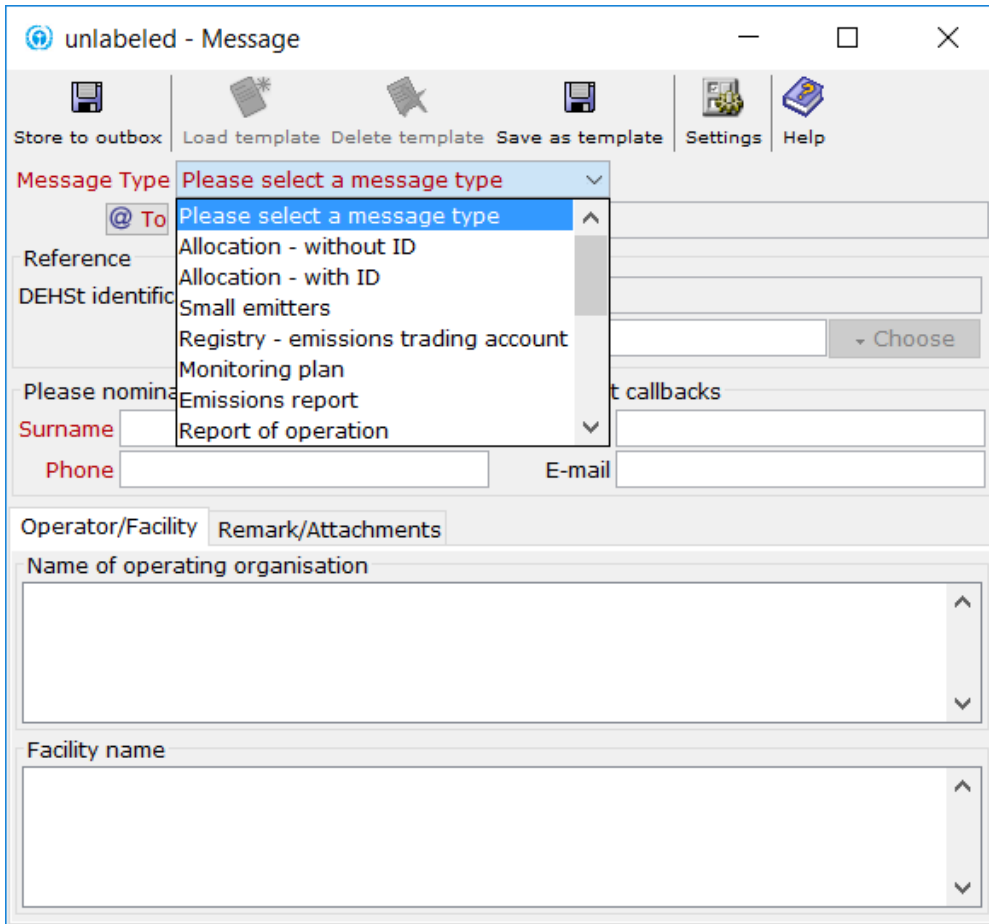 unlabeled - Message
Store to outbox Load template Delete template Save as template Settings Help
Message Type Please select a message type
@ To Please select a message type
Allocation - without ID
Reference
Allocation - with ID
DEHSt identific
Small emitters
Registry - emissions trading account
Choose
Monitoring plan
Please nomina t callbacks
Emissions report
Surname Report of operation
Phone E-mail
Operator/Facility Remark/Attachments
Name of operating organisation
Facility name